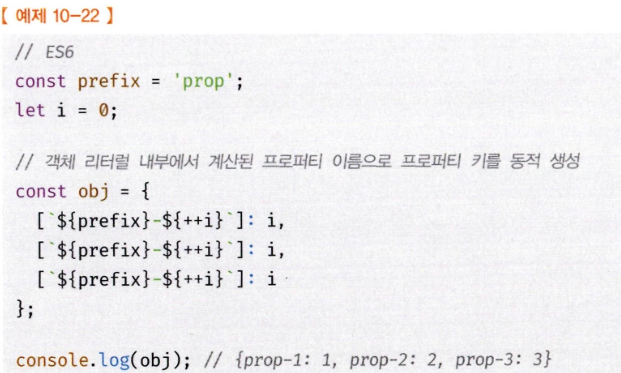 【 예제 10-22 】
// ES6
const prefix = 'prop';
let i = 0;
// 객체 리터럴 내부에서 계산된 프로퍼티 이름으로 프로퍼티 키를 동적 생성
const obj = {
[`${prefix}-${++i}`]: i,
[`${prefix}-${++i}`]: i,
[`${prefix}-${++i}`]: i
};
console.log(obj); // {prop-1: 1, prop-2: 2, prop-3: 3}